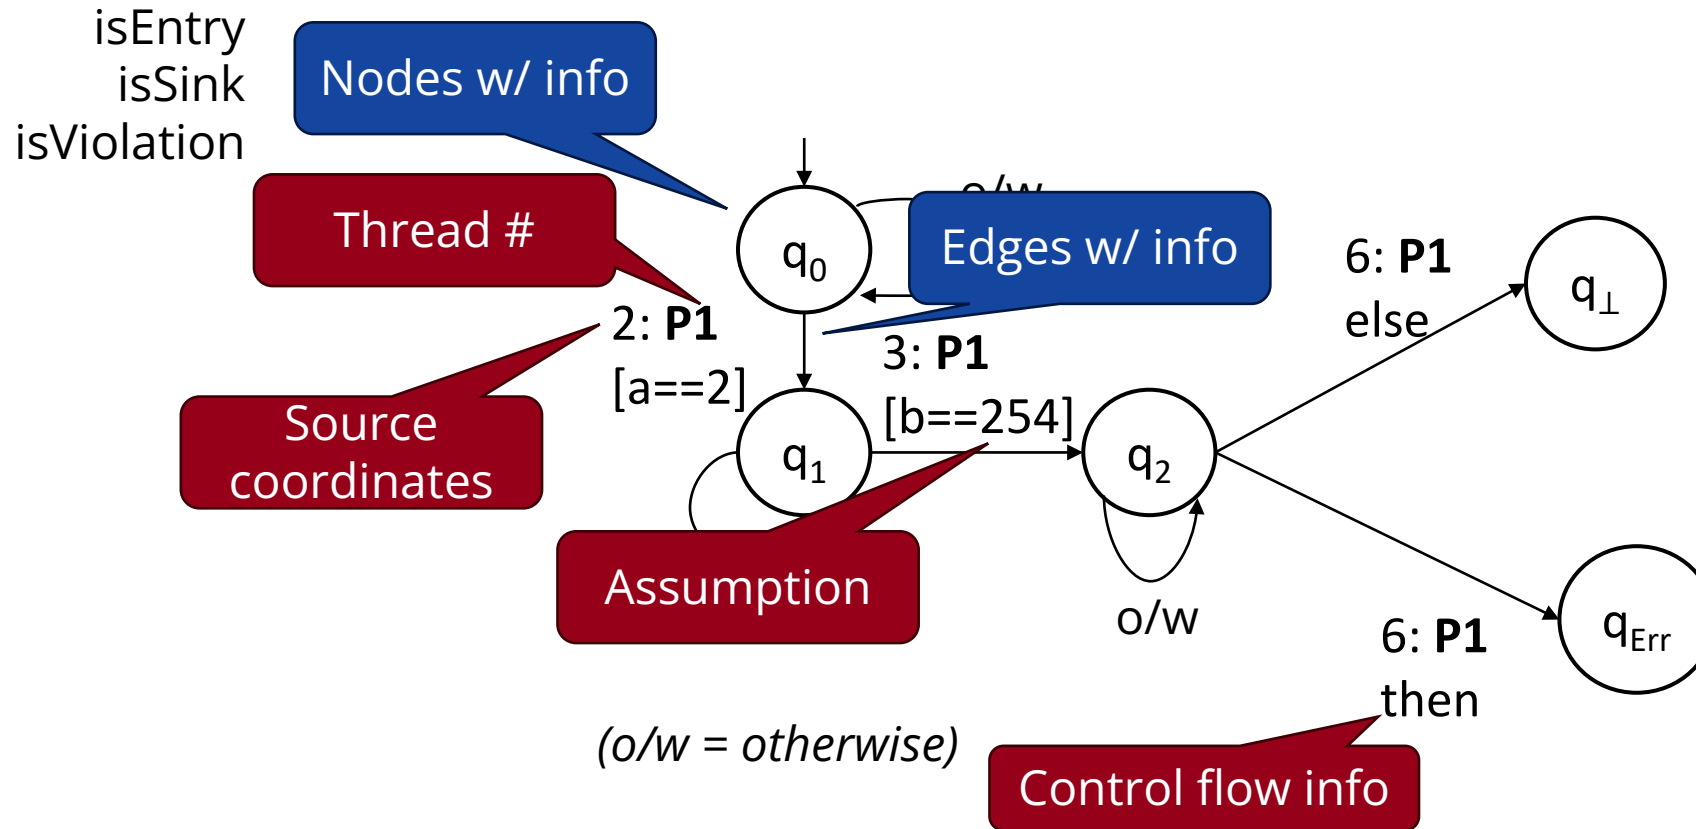 isEntry
isSink
isViolation
Nodes w/ info
Thread #
o/w
q₀
Edges w/ info
6: P1
else
q⊥
2: P1
[a==2]
3: P1
[b==254]
Source
coordinates
q₁
q₂
Assumption
o/w
6: P1
then
qErr
(o/w = otherwise)
Control flow info